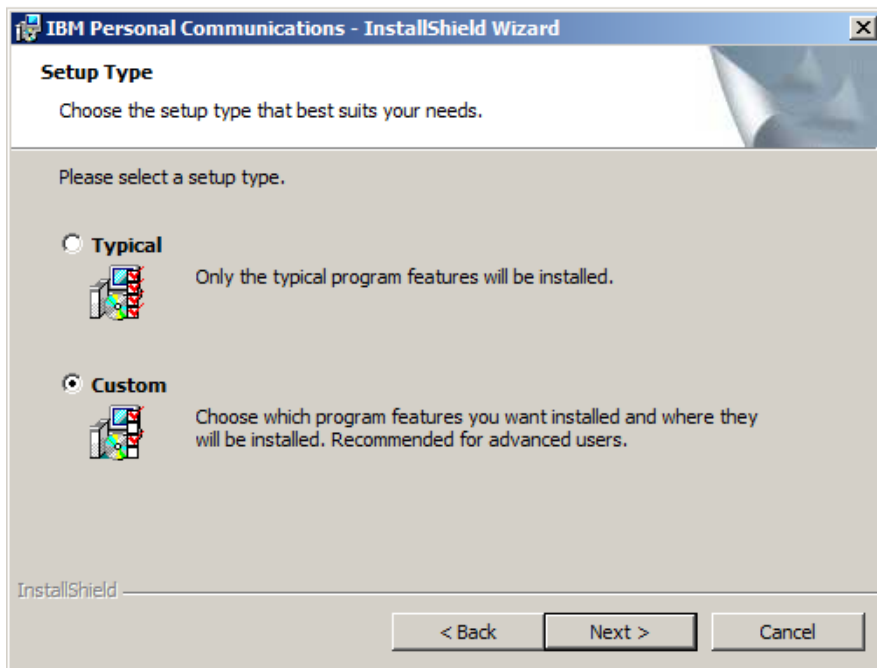 IBM Personal Communications - InstallShield Wizard
Setup Type
Choose the setup type that best suits your needs.
Please select a setup type.
Typical
Only the typical program features will be installed.
Custom
Choose which program features you want installed and where they
will be installed. Recommended for advanced users.
InstallShield
< Back
Next >
Cancel